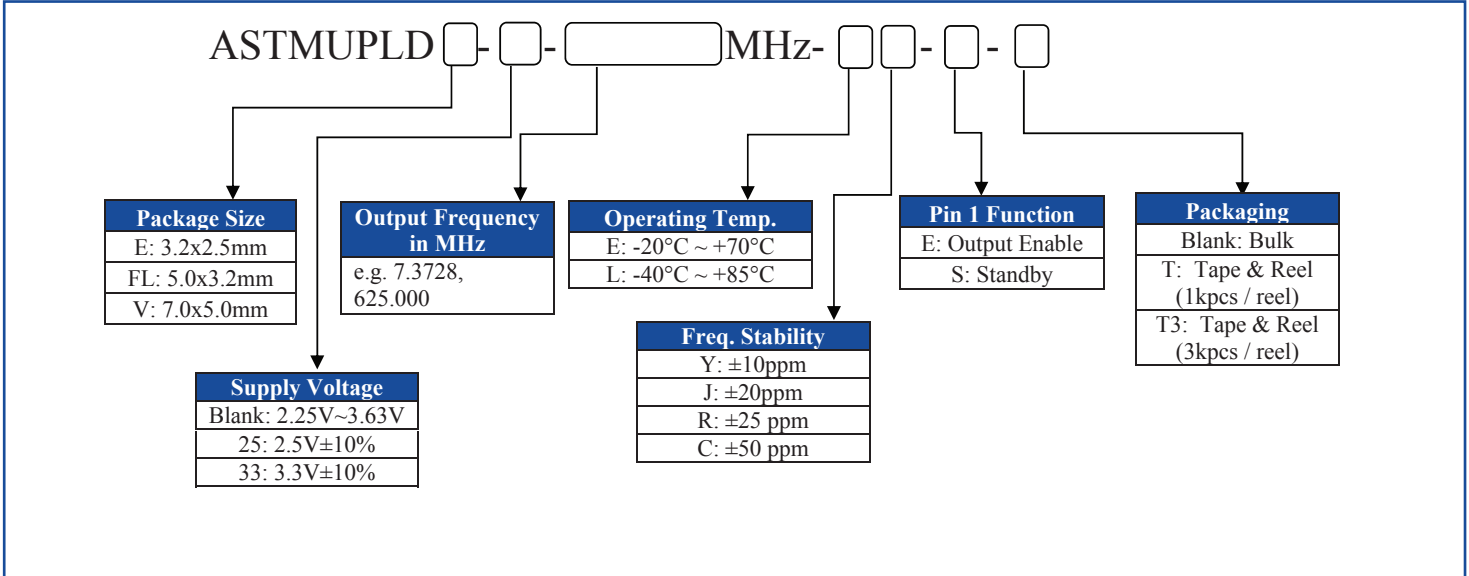 ASTMUPLD - - MHz- - -
Package Size
E: 3.2x2.5mm
FL: 5.0x3.2mm
V: 7.0x5.0mm
Supply Voltage
Blank: 2.25V~3.63V
25: 2.5V±10%
33: 3.3V±10%
Output Frequency
in MHz
e.g. 7.3728,
625.000
Operating Temp.
E: -20°C ~ +70°C
L: -40°C ~ +85°C
Freq. Stability
Y: ±10ppm
J: ±20ppm
R: ±25 ppm
C: ±50 ppm
Pin 1 Function
E: Output Enable
S: Standby
Packaging
Blank: Bulk
T: Tape & Reel
(1kpcs / reel)
T3: Tape & Reel
(3kpcs / reel)